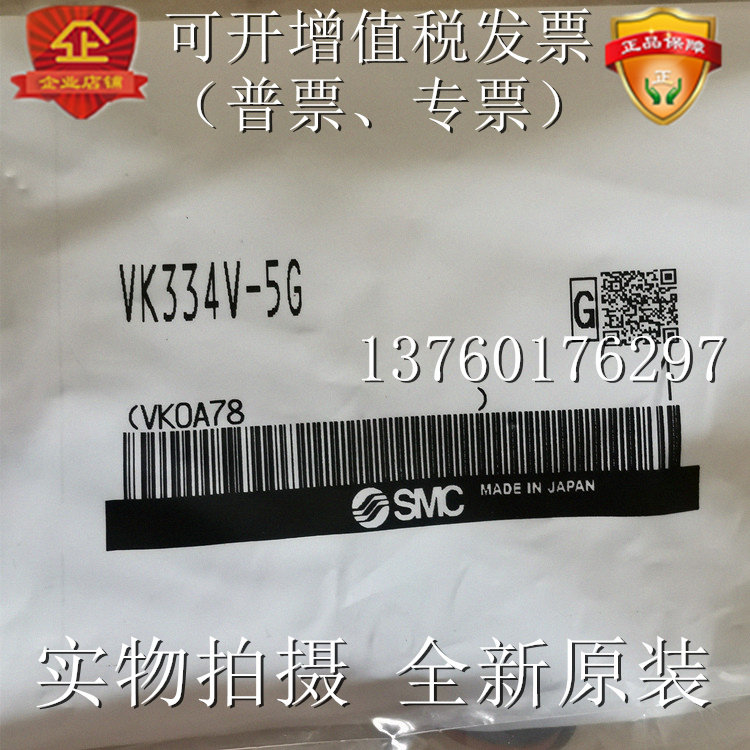 企
企业店铺
可开增值税发票
（普票、专票）
正品保障
正
VK334V-5G
G
13760176297
(VK0A78 )
SMC MADE IN JAPAN
实物拍摄 全新原装